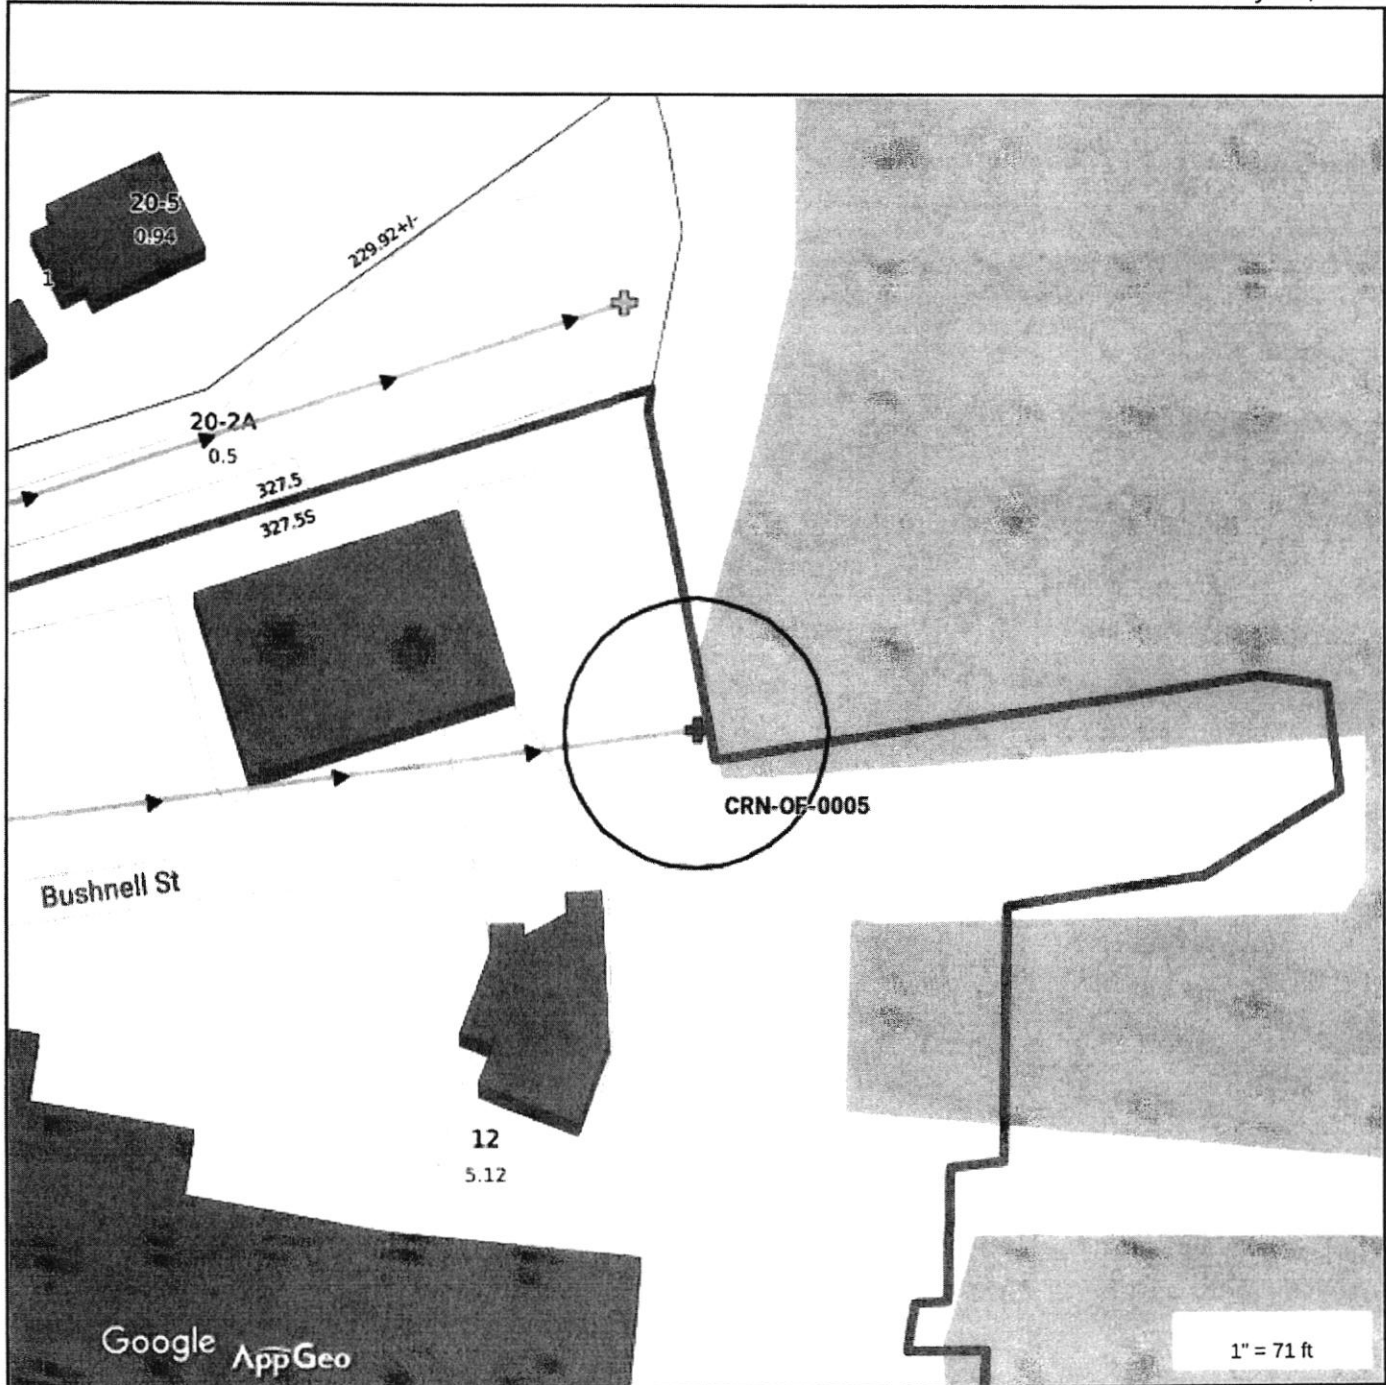 20-5
0.94
1
229.92+/-
20-2A
0.5
327.5
327.5S
CRN-OF-0005
Bushnell St
12
5.12
Google
AppGeo
1" = 71 ft